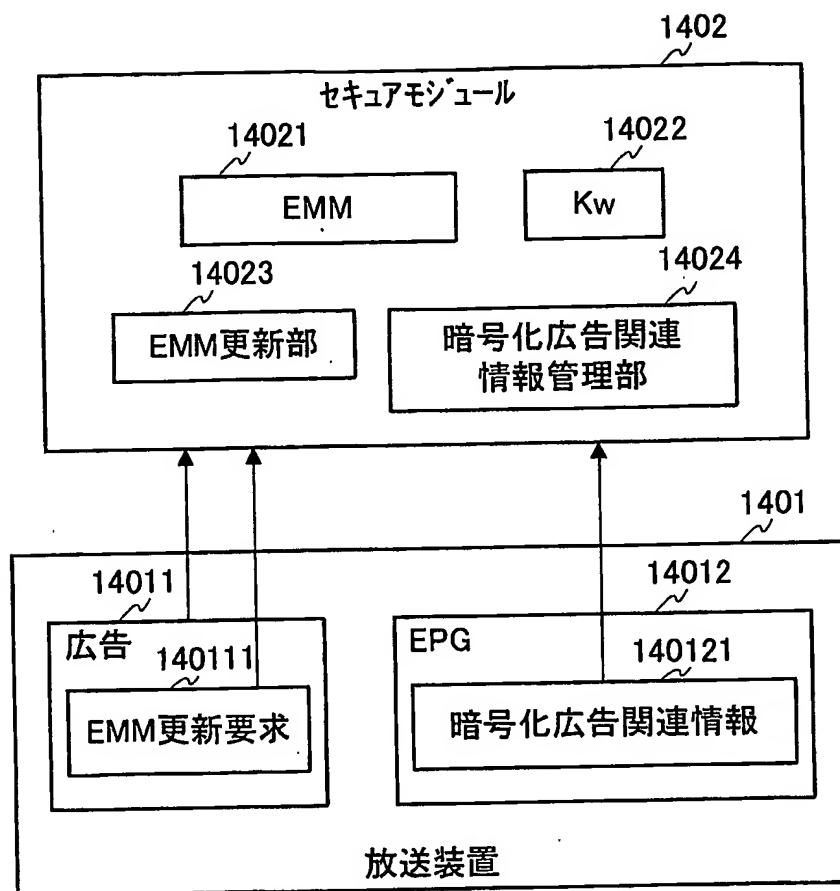 1402
セキュアモジュール
14021
14022
EMM
Kw
14023
14024
EMM更新部
暗号化広告関連
情報管理部
1401
14011
14012
広告
EPG
140111
140121
EMM更新要求
暗号化広告関連情報
放送装置